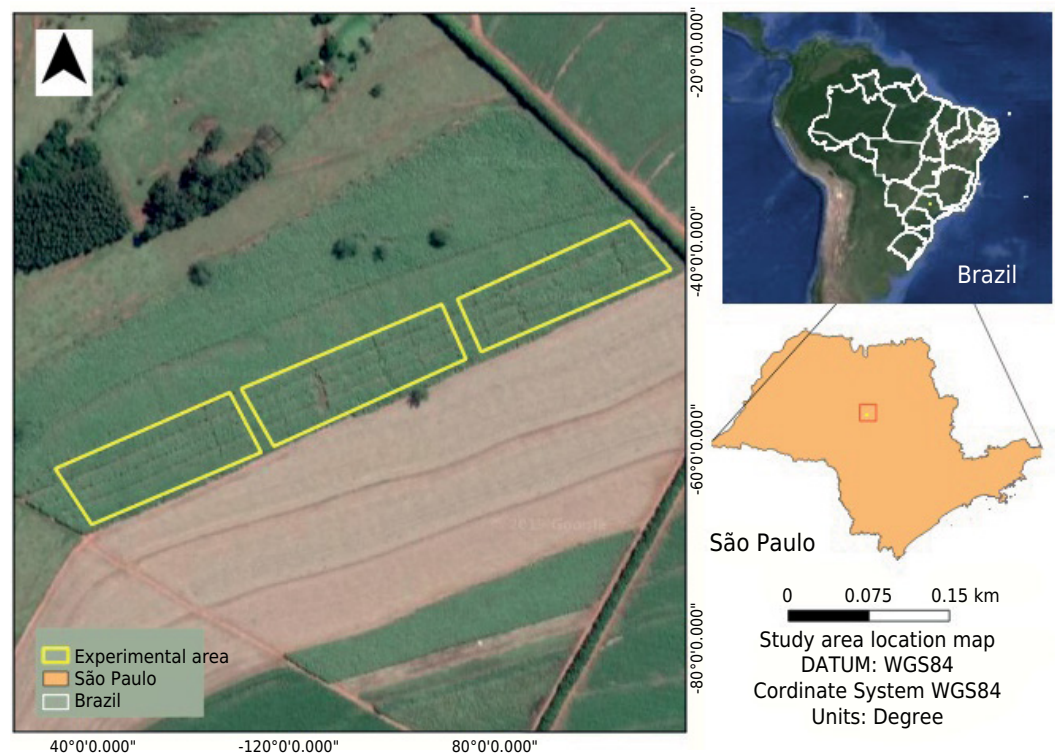 -20°0'0.000"
-40°0'0.000"
-60°0'0.000"
-80°0'0.000"
40°0'0.000"
-120°0'0.000"
80°0'0.000"
Experimental area
São Paulo
Brazil
Brazil
São Paulo
0 0.075 0.15 km
Study area location map
DATUM: WGS84
Cordinate System WGS84
Units: Degree